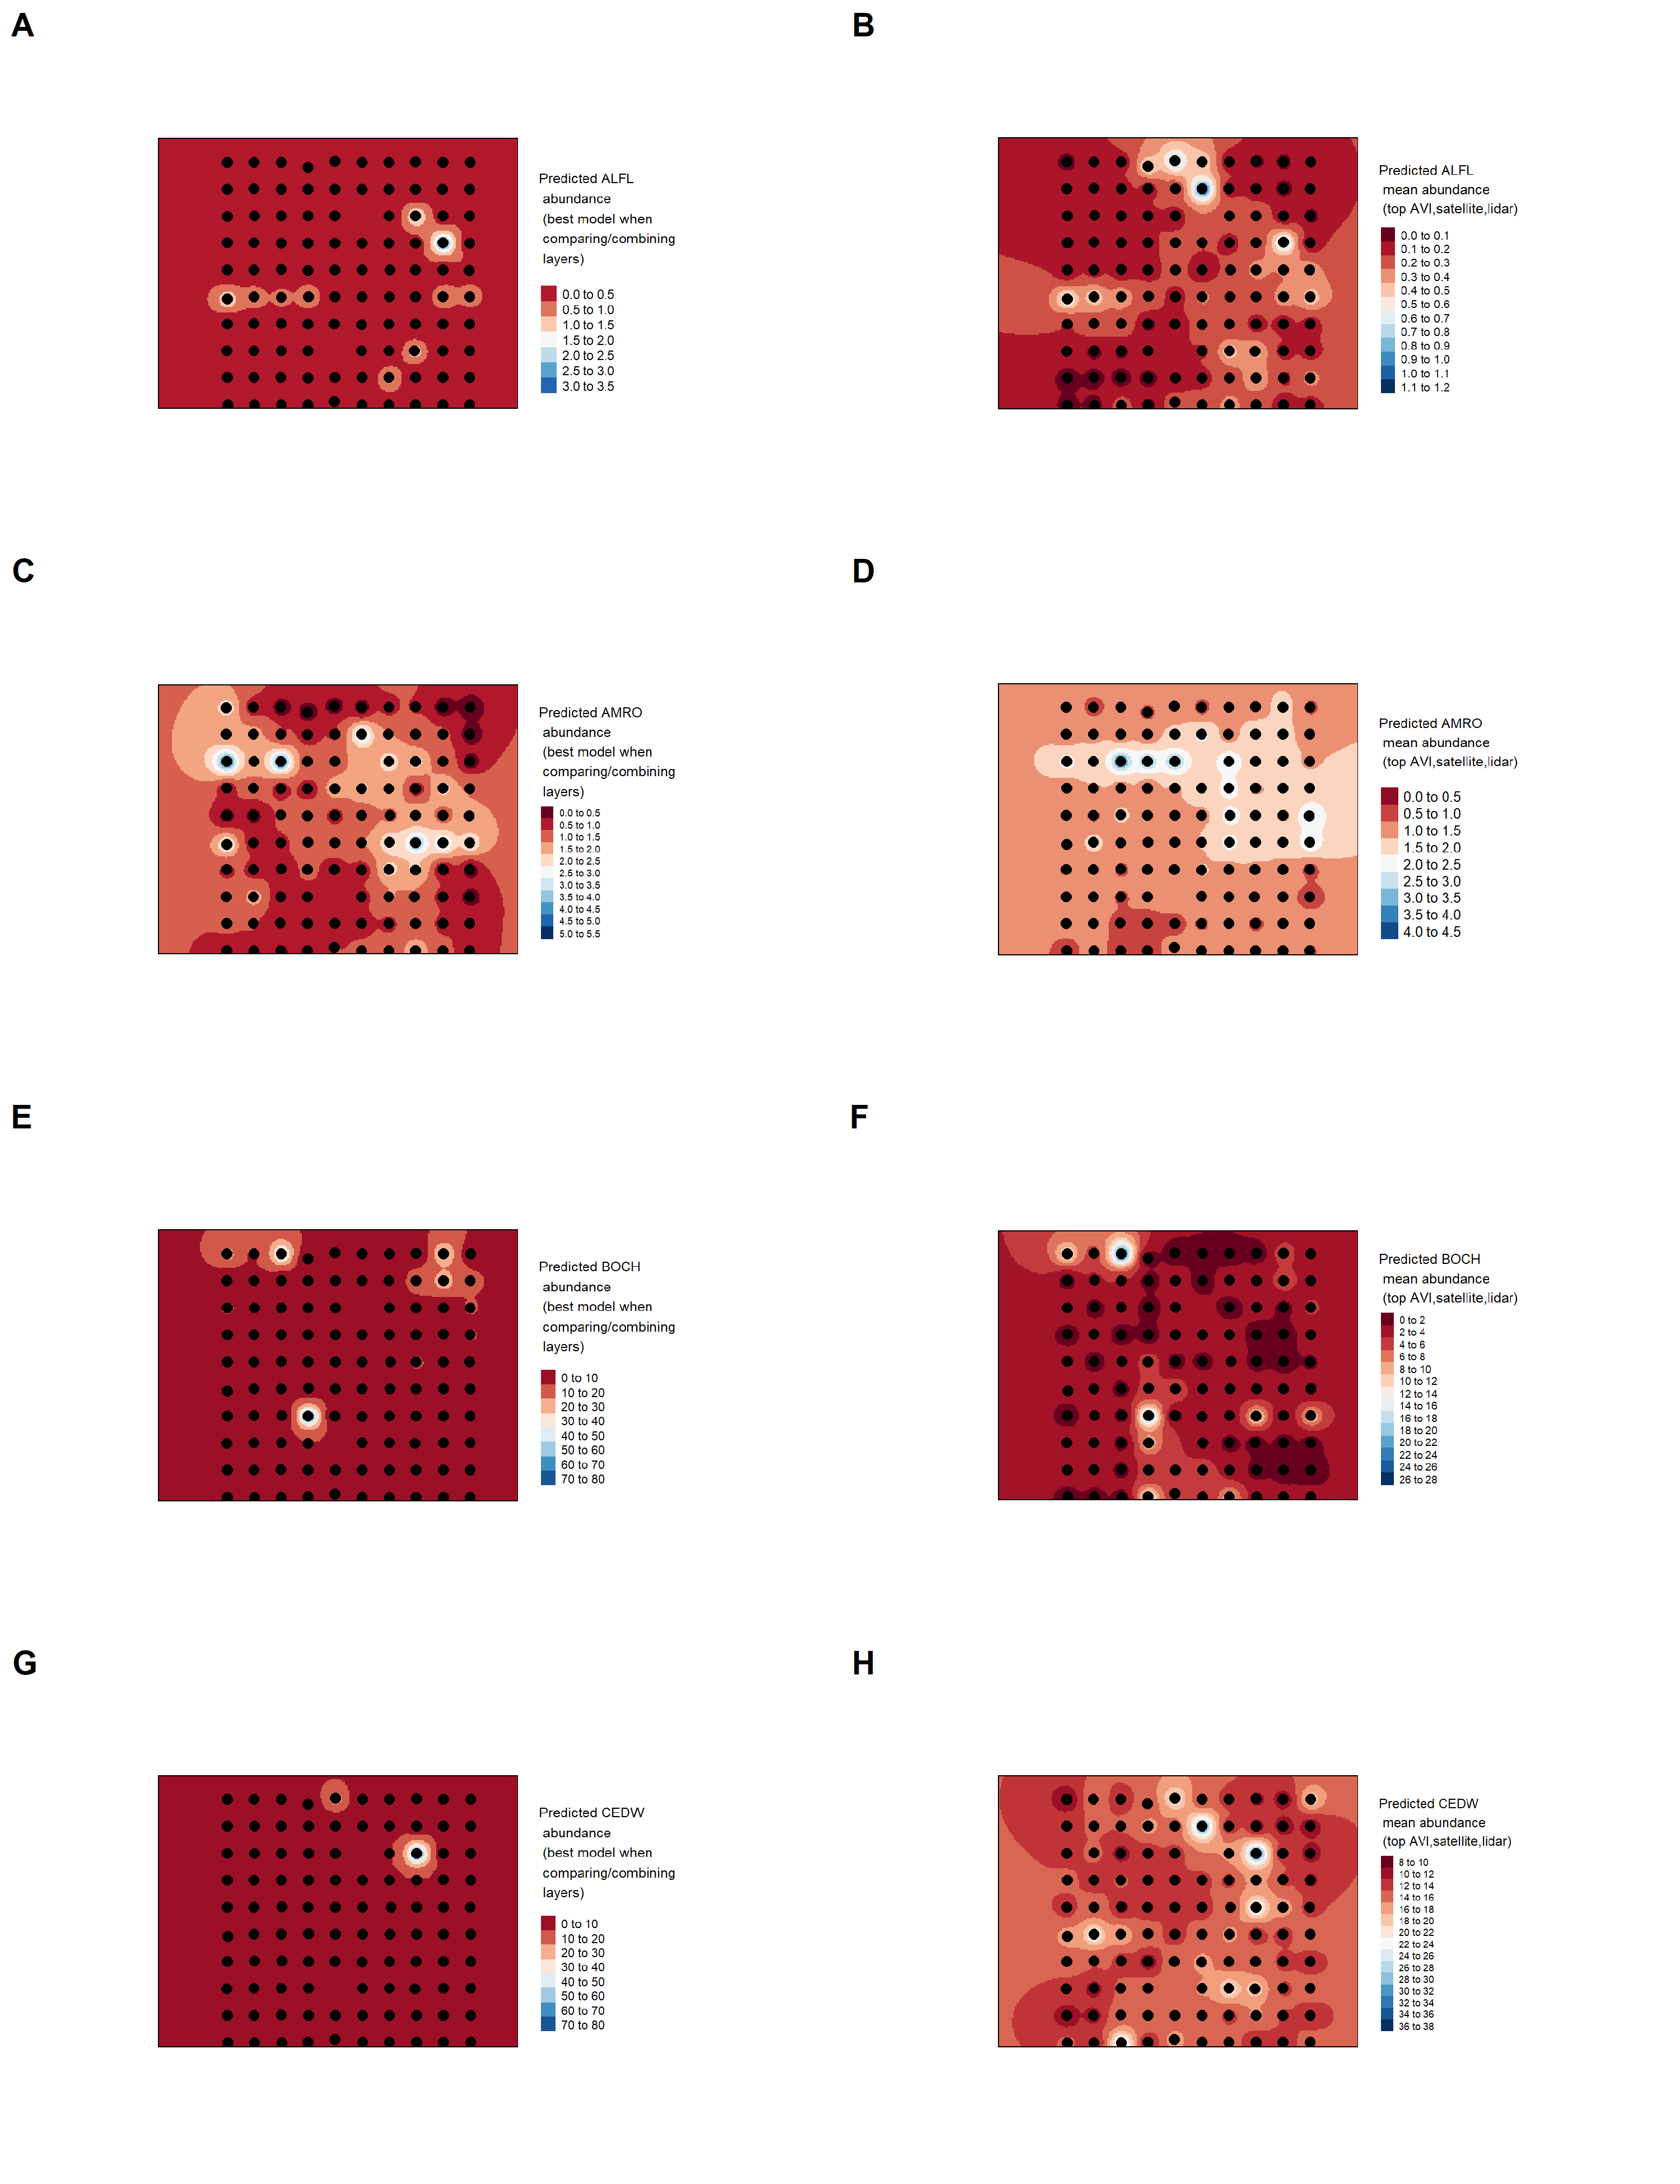 A
Predicted ALFL
abundance
(best model when
comparing/combining
layers)
0.0 to 0.5
0.5 to 1.0
1.0 to 1.5
1.5 to 2.0
2.0 to 2.5
2.5 to 3.0
3.0 to 3.5
B
Predicted ALFL
mean abundance
(top AVI,satellite,lidar)
0.0 to 0.1
0.1 to 0.2
0.2 to 0.3
0.3 to 0.4
0.4 to 0.5
0.5 to 0.6
0.6 to 0.7
0.7 to 0.8
0.8 to 0.9
0.9 to 1.0
1.0 to 1.1
1.1 to 1.2
C
Predicted AMRO
abundance
(best model when
comparing/combining
layers)
0.0 to 0.5
0.5 to 1.0
1.0 to 1.5
1.5 to 2.0
2.0 to 2.5
2.5 to 3.0
3.0 to 3.5
3.5 to 4.0
4.0 to 4.5
4.5 to 5.0
5.0 to 5.5
D
Predicted AMRO
mean abundance
(top AVI,satellite,lidar)
0.0 to 0.5
0.5 to 1.0
1.0 to 1.5
1.5 to 2.0
2.0 to 2.5
2.5 to 3.0
3.0 to 3.5
3.5 to 4.0
4.0 to 4.5
E
Predicted BOCH
abundance
(best model when
comparing/combining
layers)
0 to 10
10 to 20
20 to 30
30 to 40
40 to 50
50 to 60
60 to 70
70 to 80
F
Predicted BOCH
mean abundance
(top AVI,satellite,lidar)
0 to 2
2 to 4
4 to 6
6 to 8
8 to 10
10 to 12
12 to 14
14 to 16
16 to 18
18 to 20
20 to 22
22 to 24
24 to 26
26 to 28
G
Predicted CEDW
abundance
(best model when
comparing/combining
layers)
0 to 10
10 to 20
20 to 30
30 to 40
40 to 50
50 to 60
60 to 70
70 to 80
H
Predicted CEDW
mean abundance
(top AVI,satellite,lidar)
8 to 10
10 to 12
12 to 14
14 to 16
16 to 18
18 to 20
20 to 22
22 to 24
24 to 26
26 to 28
28 to 30
30 to 32
32 to 34
34 to 36
36 to 38